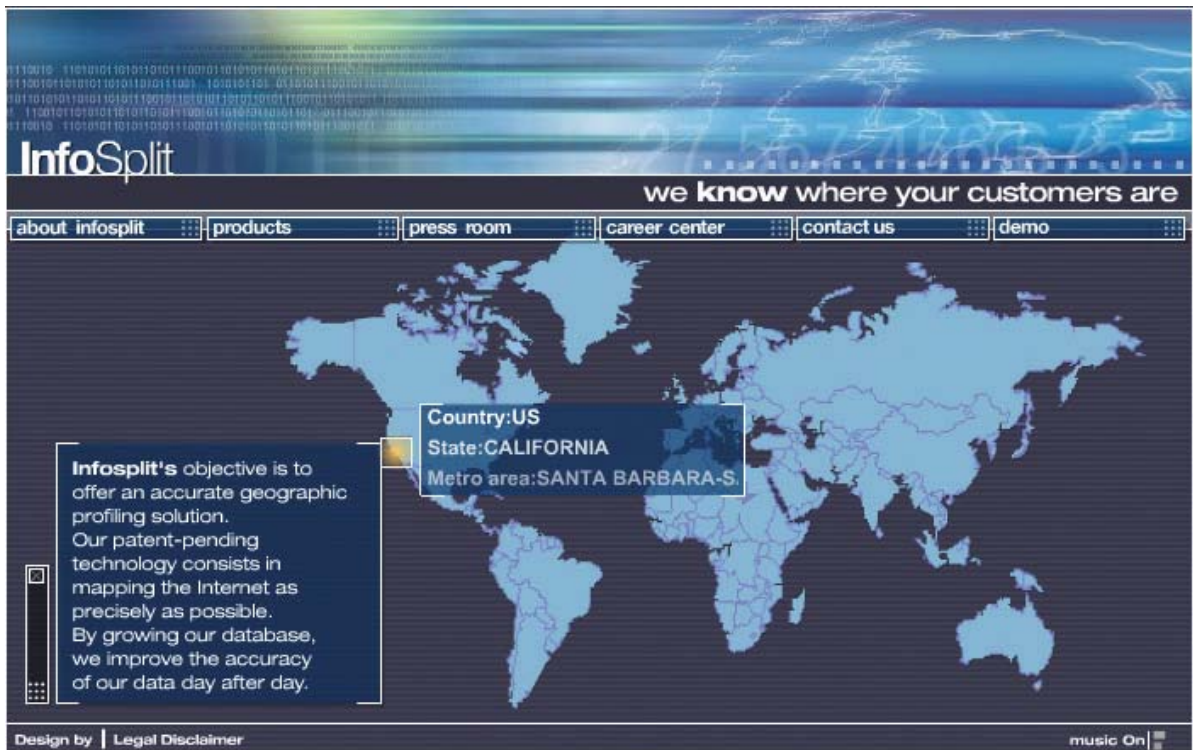 InfoSplit
we know where your customers are
about infosplit
products
press room
career center
contact us
demo
Country:US
State:CALIFORNIA
Metro area:SANTA BARBARA-S.
Infosplit's objective is to
offer an accurate geographic
profiling solution.
Our patent-pending
technology consists in
mapping the Internet as
precisely as possible.
By growing our database,
we improve the accuracy
of our data day after day.
Design by | Legal Disclaimer
music On